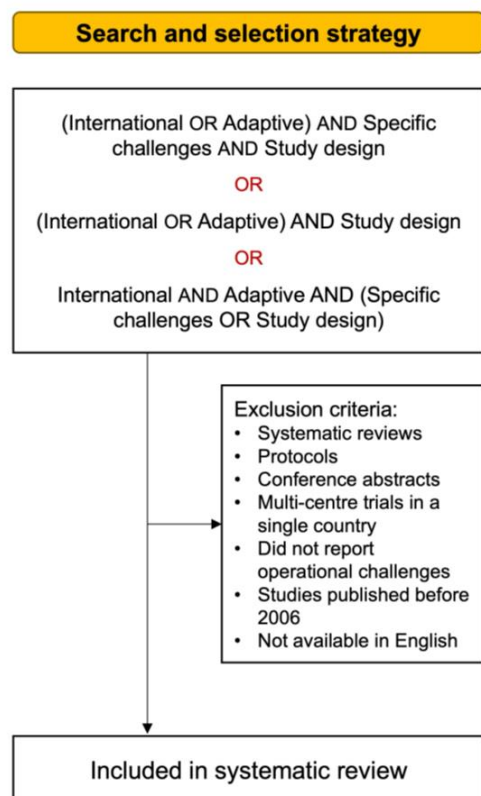 Search and selection strategy
(International OR Adaptive) AND Specific
challenges AND Study design
OR
(International OR Adaptive) AND Study design
OR
International AND Adaptive AND (Specific
challenges OR Study design)
Exclusion criteria:
• Systematic reviews
• Protocols
• Conference abstracts
• Multi-centre trials in a
single country
• Did not report
operational challenges
• Studies published before
2006
• Not available in English
Included in systematic review